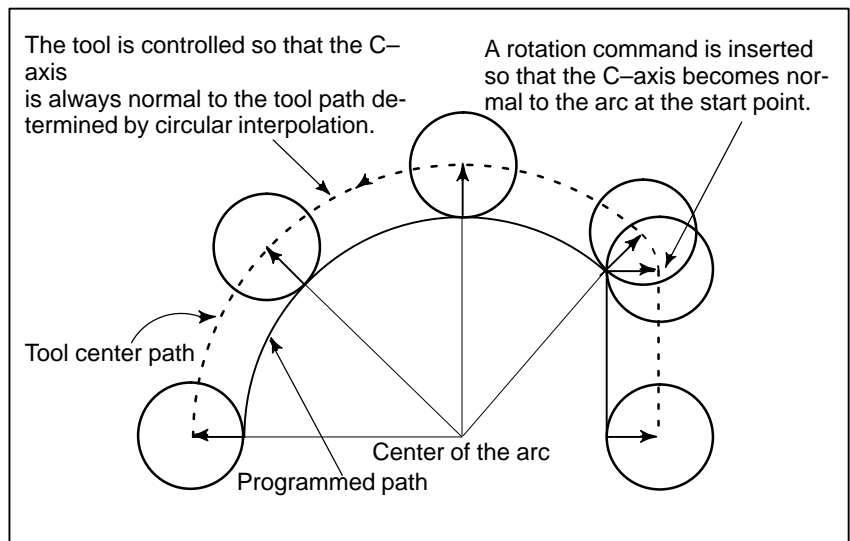 The tool is controlled so that the C–
axis
is always normal to the tool path de-
termined by circular interpolation.
A rotation command is inserted
so that the C–axis becomes nor-
mal to the arc at the start point.
Tool center path
Center of the arc
Programmed path